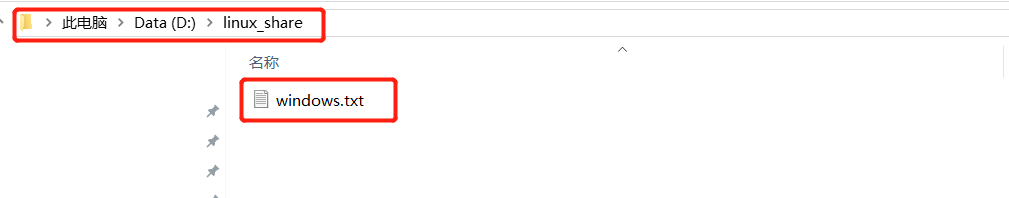 此电脑 > Data (D:) > linux_share
名称
windows.txt